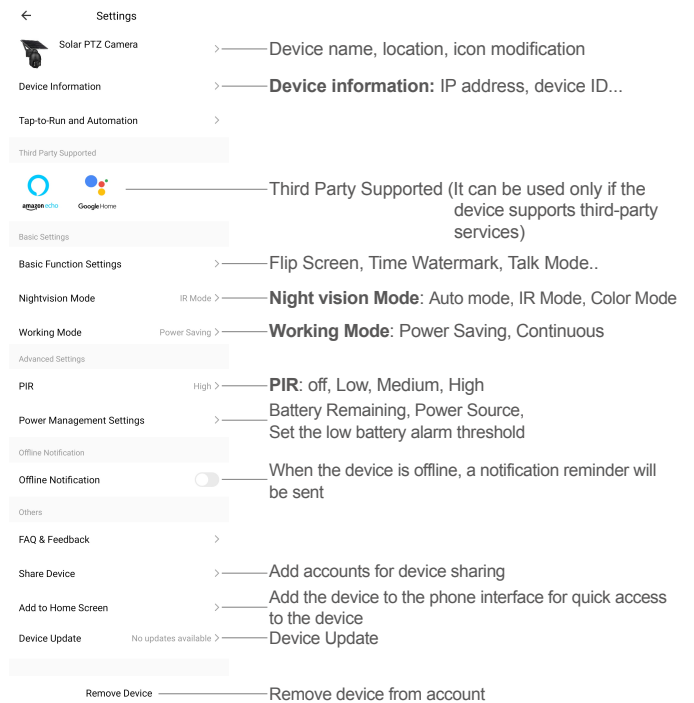 Settings
Solar PTZ Camera
Device name, location, icon modification
Device Information
Device information: IP address, device ID...
Tap-to-Run and Automation
Third Party Supported
amazon echo
Google Home
Third Party Supported (It can be used only if the
device supports third-party
services)
Basic Settings
Basic Function Settings
Flip Screen, Time Watermark, Talk Mode..
Nightvision Mode IR Mode
Night vision Mode: Auto mode, IR Mode, Color Mode
Working Mode Power Saving
Working Mode: Power Saving, Continuous
Advanced Settings
PIR High
PIR: off, Low, Medium, High
Power Management Settings
Battery Remaining, Power Source,
Set the low battery alarm threshold
Offline Notification
Offline Notification
When the device is offline, a notification reminder will
be sent
Others
FAQ & Feedback
Share Device
Add accounts for device sharing
Add to Home Screen
Add the device to the phone interface for quick access
to the device
Device Update No updates available
Device Update
Remove Device
Remove device from account